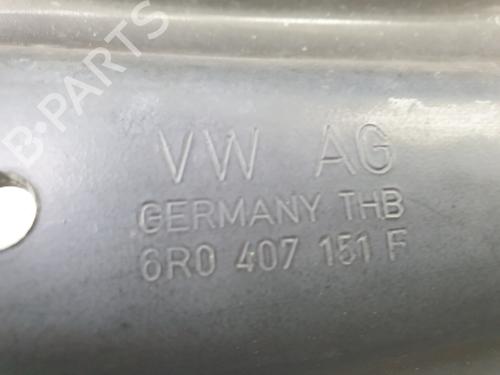 B-PARTS
VW AG
GERMANY THB
6R0 407 151 F